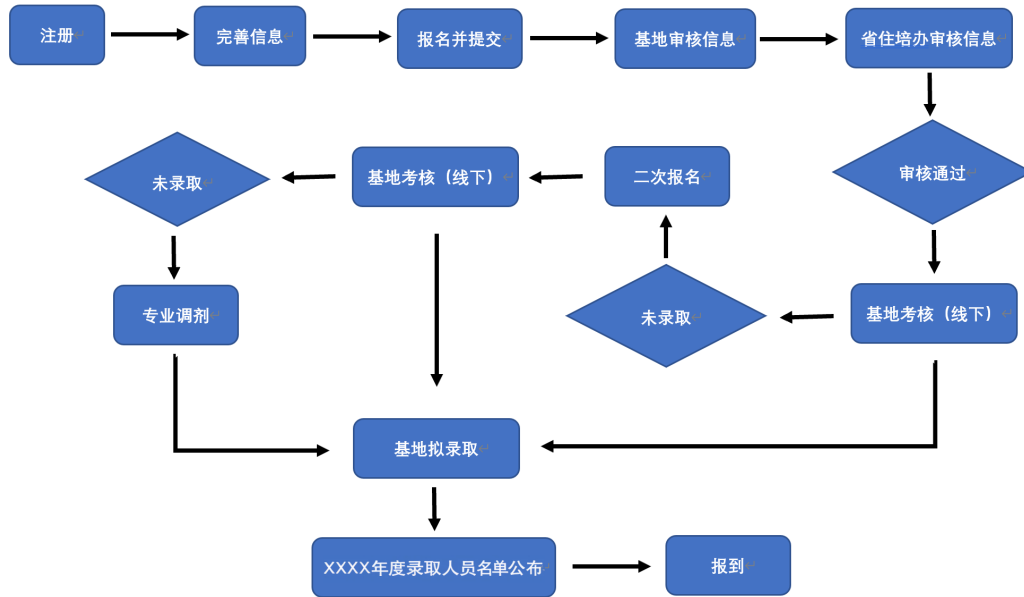 注册
完善信息
报名并提交
基地审核信息
省住培办审核信息
未录取
基地考核（线下）
二次报名
审核通过
专业调剂
未录取
基地考核（线下）
基地拟录取
XXXX年度录取人员名单公布
报到